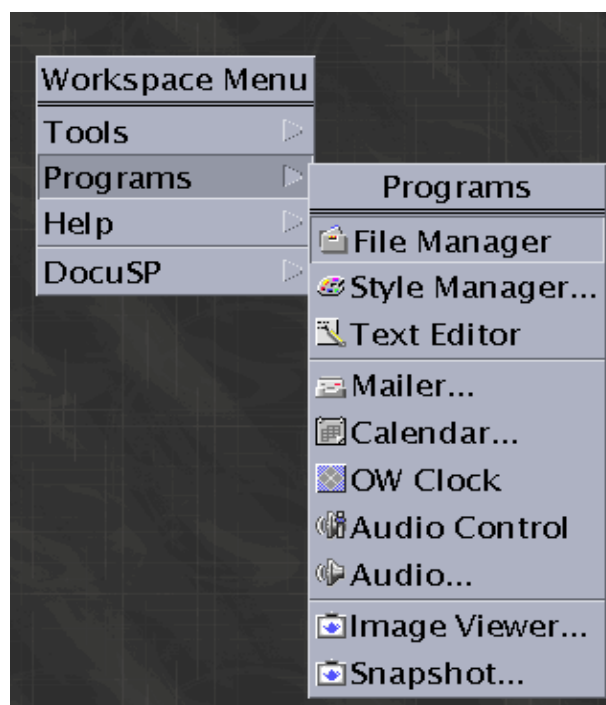 Workspace Menu
Tools
Programs
Help
DocuSP
Programs
File Manager
Style Manager...
Text Editor
Mailer...
Calendar...
OW Clock
Audio Control
Audio...
Image Viewer...
Snapshot...